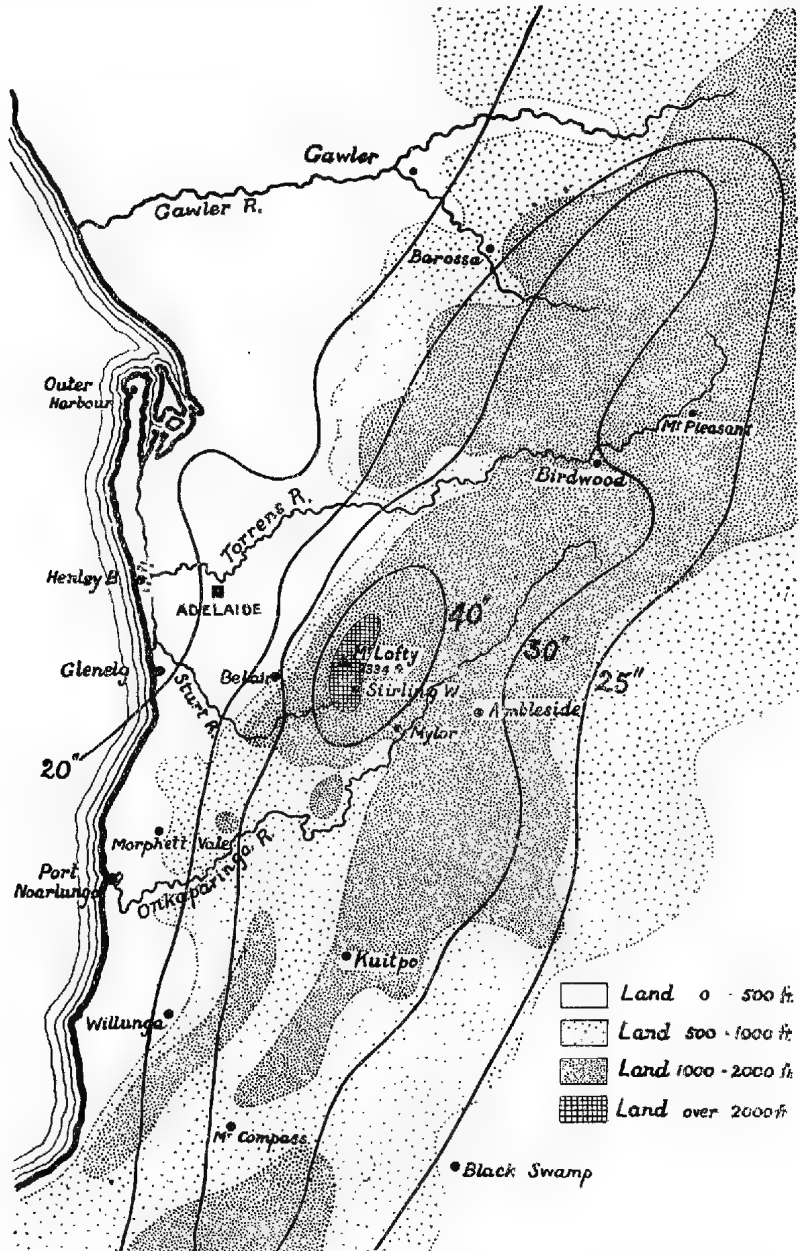 Gawler
Gawler R.
Barossa
Outer
Harbour
Mt Pleasant
Birdwood
Torrens R.
Henley B.
ADELAIDE
40"
Mt Lofty
2334 ft
30"
Glenelg
Belair
25"
Sturt R.
Stirling W.
Ambleside
Mylor
20"
Morphett Vale
Port
Noarlunga
Onkaparinga R.
Kuitpo
Willunga
Land 0 - 500 ft
Land 500 - 1000 ft
Land 1000 - 2000 ft
Land over 2000 ft
Mt Compass
Black Swamp